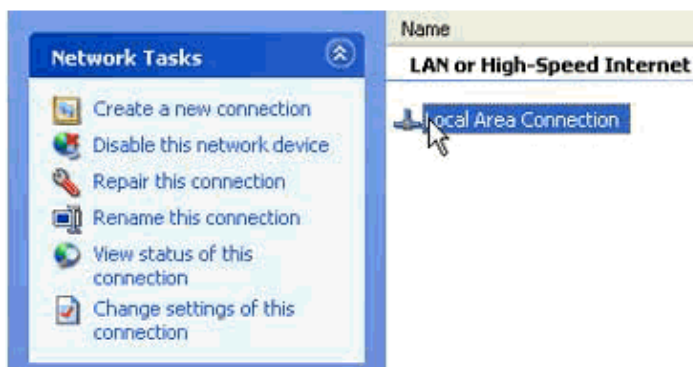 Network Tasks
Create a new connection
Disable this network device
Repair this connection
Rename this connection
View status of this
connection
Change settings of this
connection
Name
LAN or High-Speed Internet
Local Area Connection